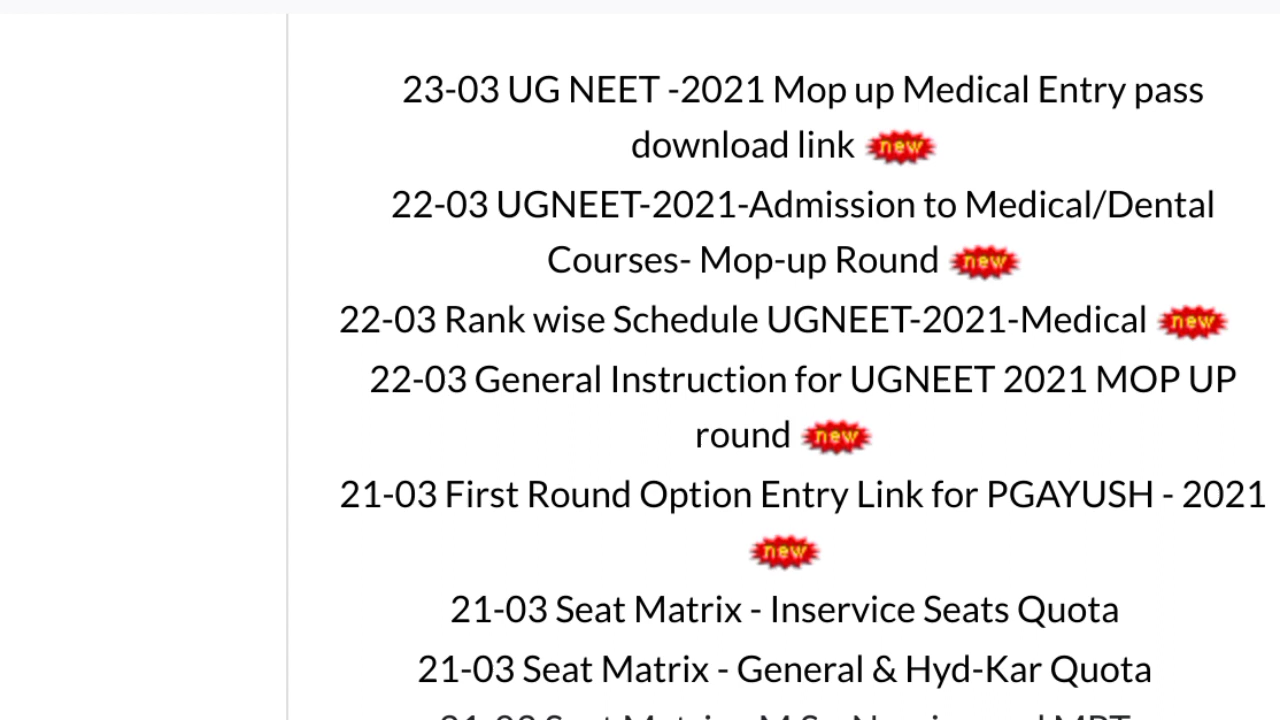 23-03 UG NEET -2021 Mop up Medical Entry pass
download link new
22-03 UGNEET-2021-Admission to Medical/Dental
Courses- Mop-up Round new
22-03 Rank wise Schedule UGNEET-2021-Medical new
22-03 General Instruction for UGNEET 2021 MOP UP
round new
21-03 First Round Option Entry Link for PGAYUSH - 2021
new
21-03 Seat Matrix - Inservice Seats Quota
21-03 Seat Matrix - General & Hyd-Kar Quota